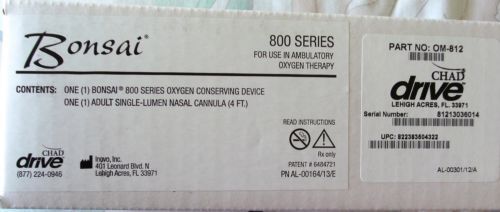 Bonsai®
800 SERIES
FOR USE IN AMBULATORY
OXYGEN THERAPY
CONTENTS: ONE (1) BONSAI® 800 SERIES OXYGEN CONSERVING DEVICE
ONE (1) ADULT SINGLE-LUMEN NASAL CANNULA (4 FT.)
READ INSTRUCTIONS
Rx only
PATENT # 6484721
PN AL-00164/13/E
CHAD
drive
(877) 224-0946
Inovo, Inc.
401 Leonard Blvd. N
Lehigh Acres, FL 33971
PART NO: OM-812
CHAD
drive
LEHIGH ACRES, FL. 33971
Serial Number: 81213036014
UPC: 822383504322
AL-00301/12/A